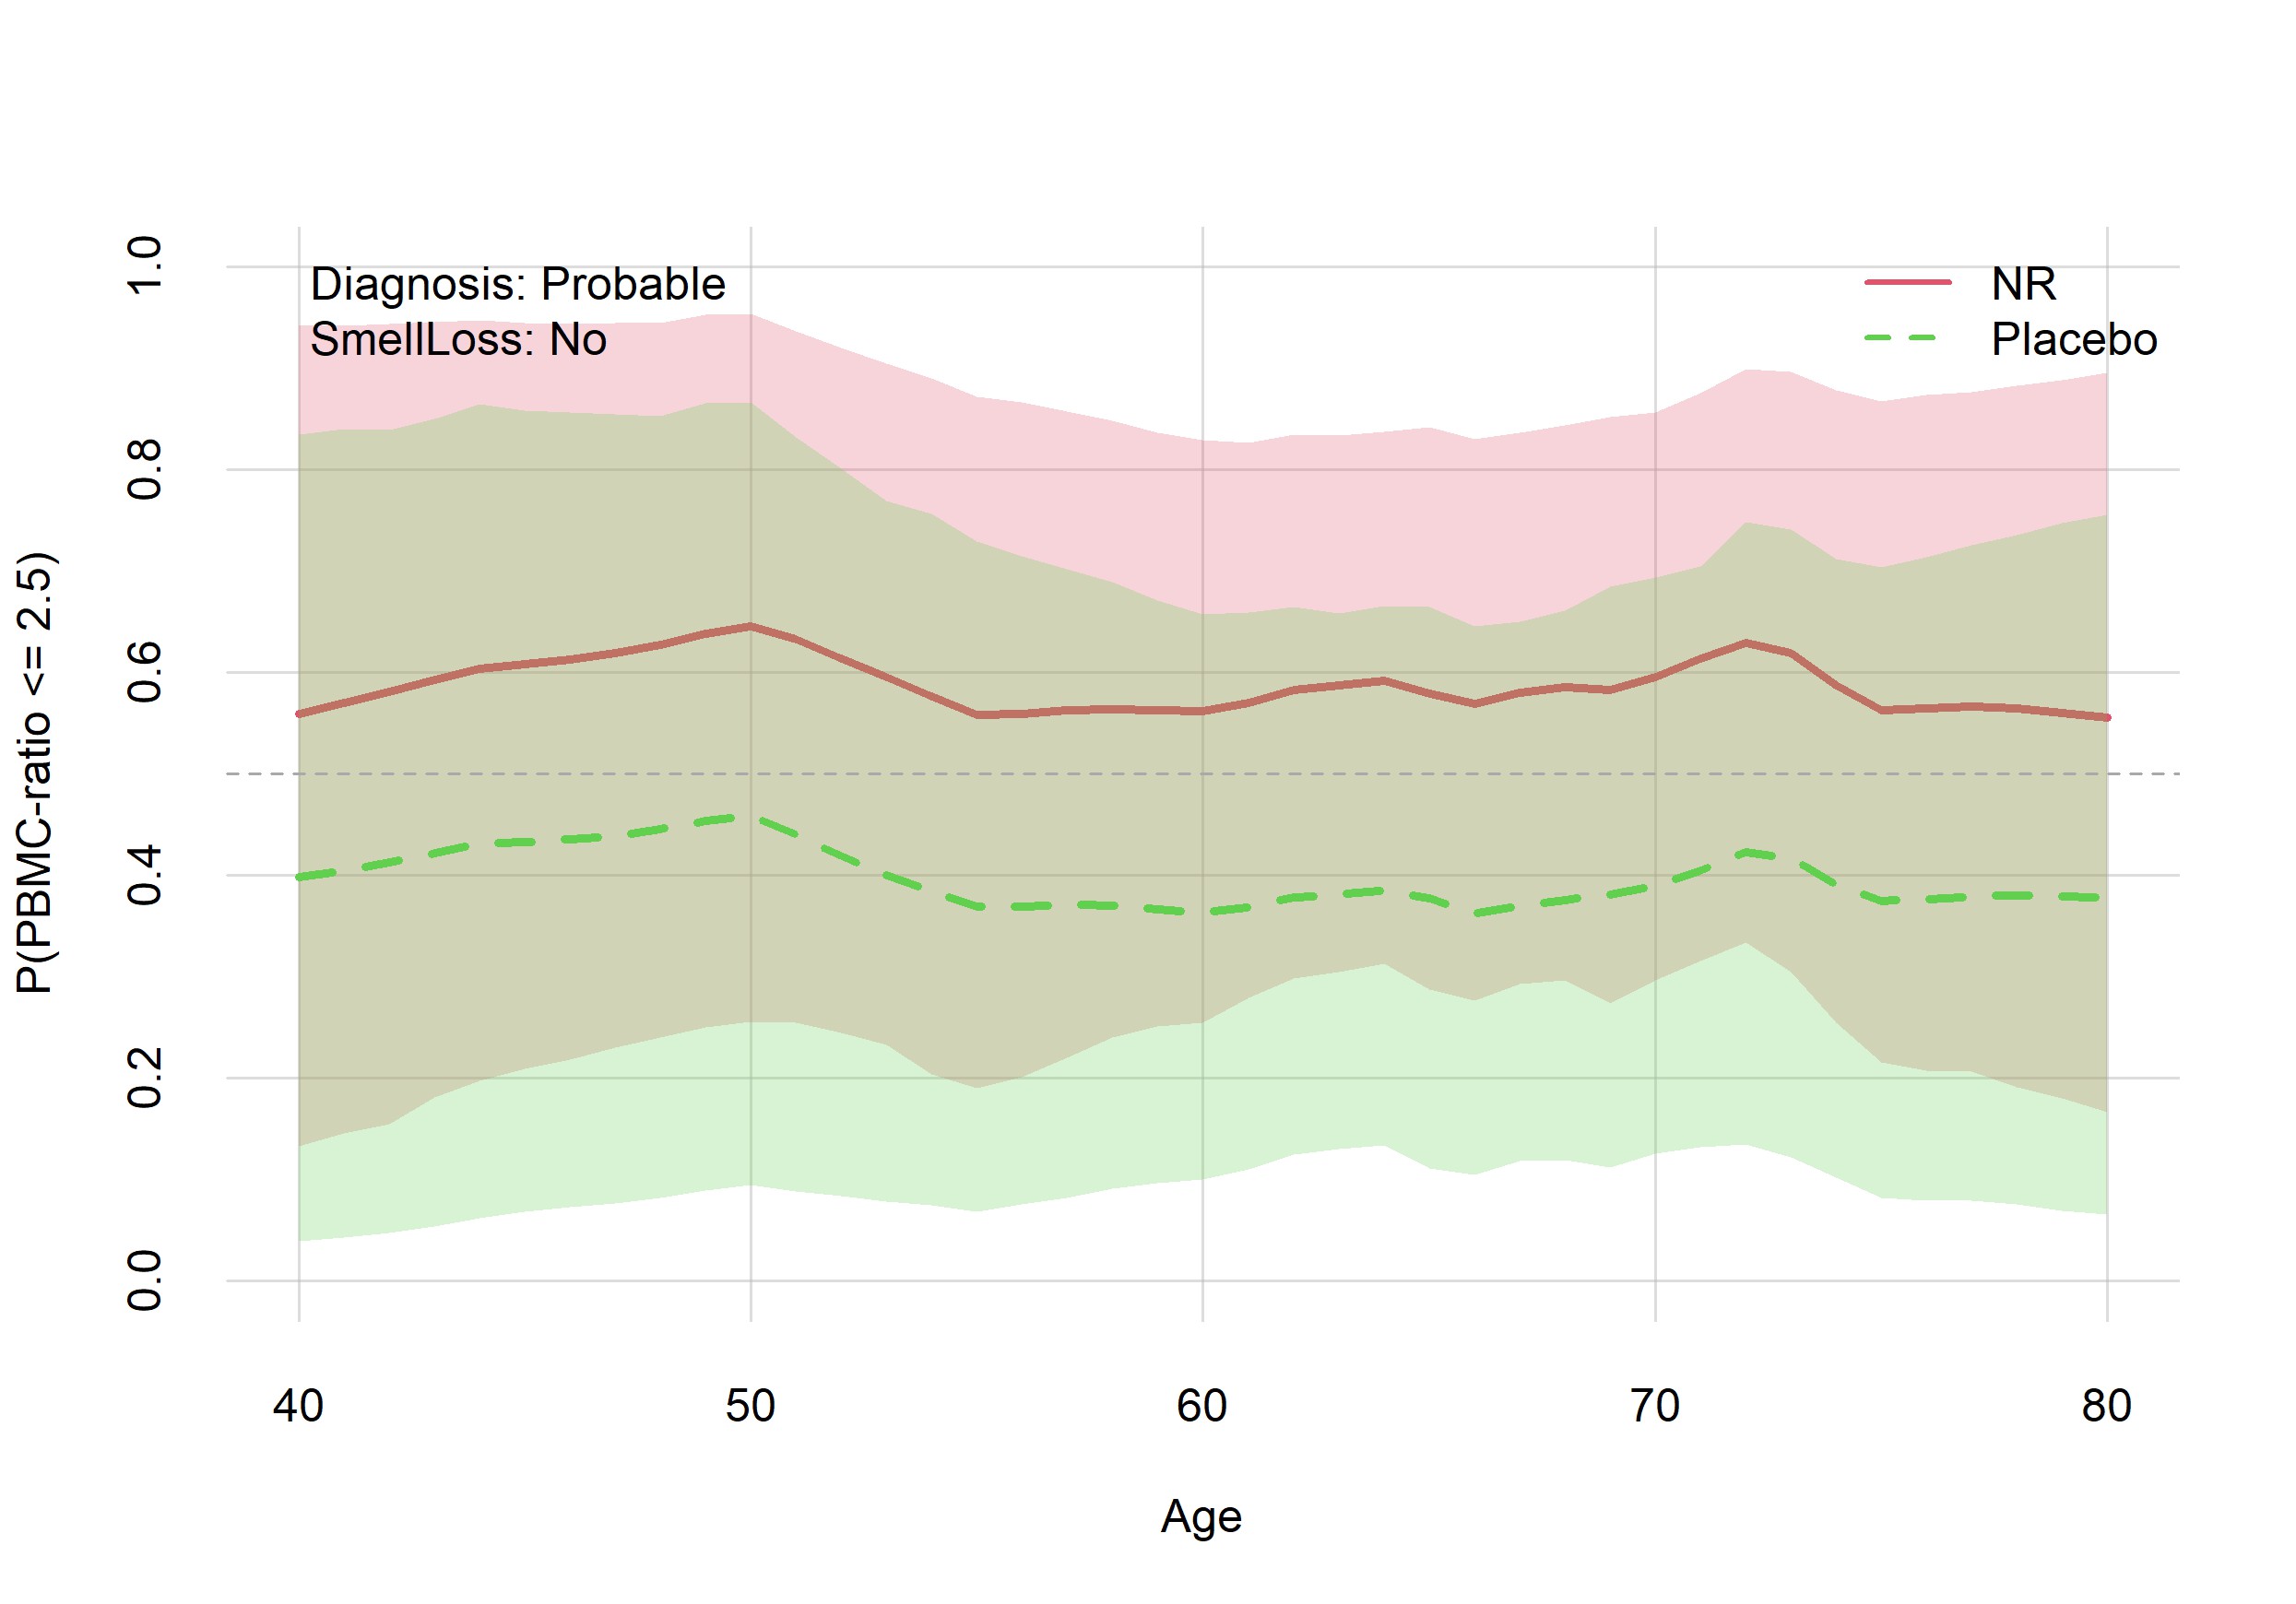 Diagnosis: Probable
SmellLoss: No
NR
Placebo
P(PBMC-ratio <= 2.5)
1.0
0.8
0.6
0.4
0.2
0.0
40 50 60 70 80
Age